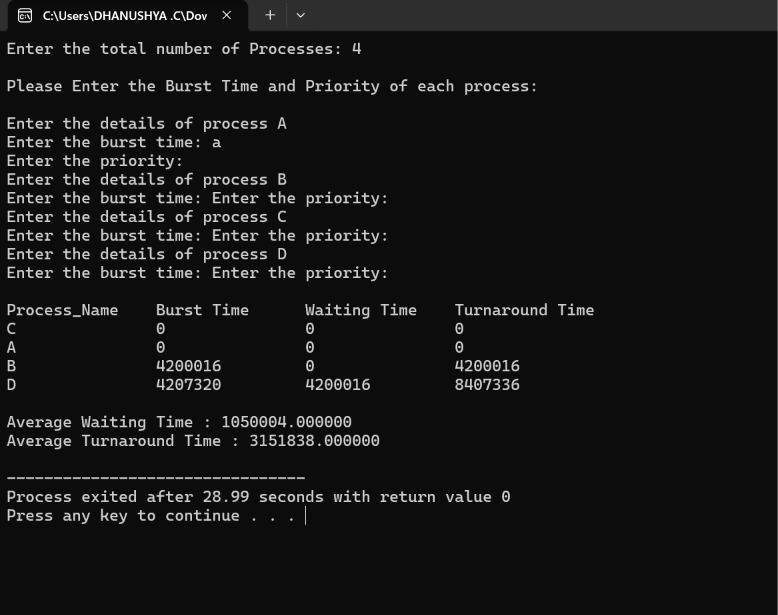 C:\Users\DHANUSHYA .C\Dov
Enter the total number of Processes: 4
Please Enter the Burst Time and Priority of each process:
Enter the details of process A
Enter the burst time: a
Enter the priority:
Enter the details of process B
Enter the burst time: Enter the priority:
Enter the details of process C
Enter the burst time: Enter the priority:
Enter the details of process D
Enter the burst time: Enter the priority:
Process_Name    Burst Time      Waiting Time    Turnaround Time
C               0               0               0
A               0               0               0
B               4200016         0               4200016
D               4207320         4200016         8407336
Average Waiting Time : 1050004.000000
Average Turnaround Time : 3151838.000000
--------------------------------
Process exited after 28.99 seconds with return value 0
Press any key to continue . . .